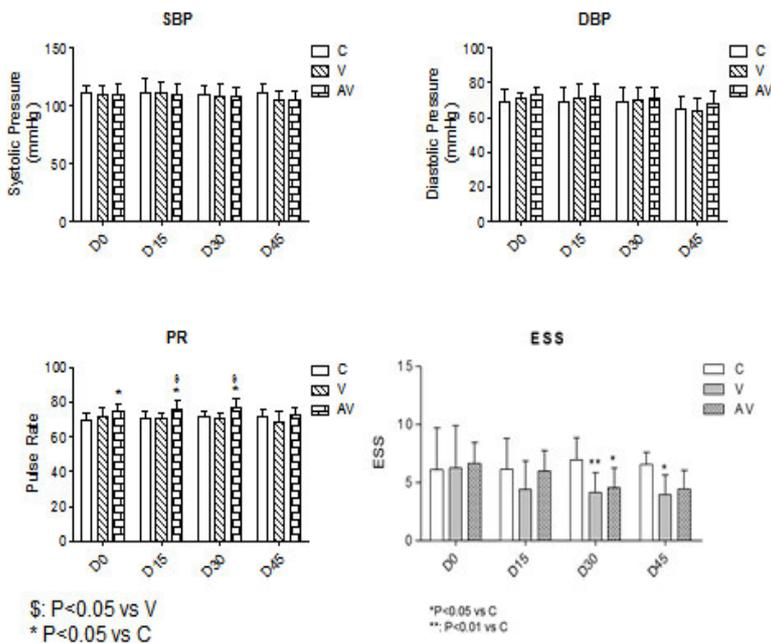 SBP
150
100
50
0
Systolic Pressure
(mmHg)
D0 D15 D30 D45
C
V
AV
DBP
100
80
60
40
20
0
Diastolic Pressure
(mmHg)
D0 D15 D30 D45
C
V
AV
PR
100
80
60
40
20
0
Pulse Rate
* $ * $ *
D0 D15 D30 D45
C
V
AV
$: P<0.05 vs V
* P<0.05 vs C
ESS
15
10
5
0
ESS
** * *
D0 D15 D30 D45
C
V
AV
*P<0.05 vs C
**: P<0.01 vs C